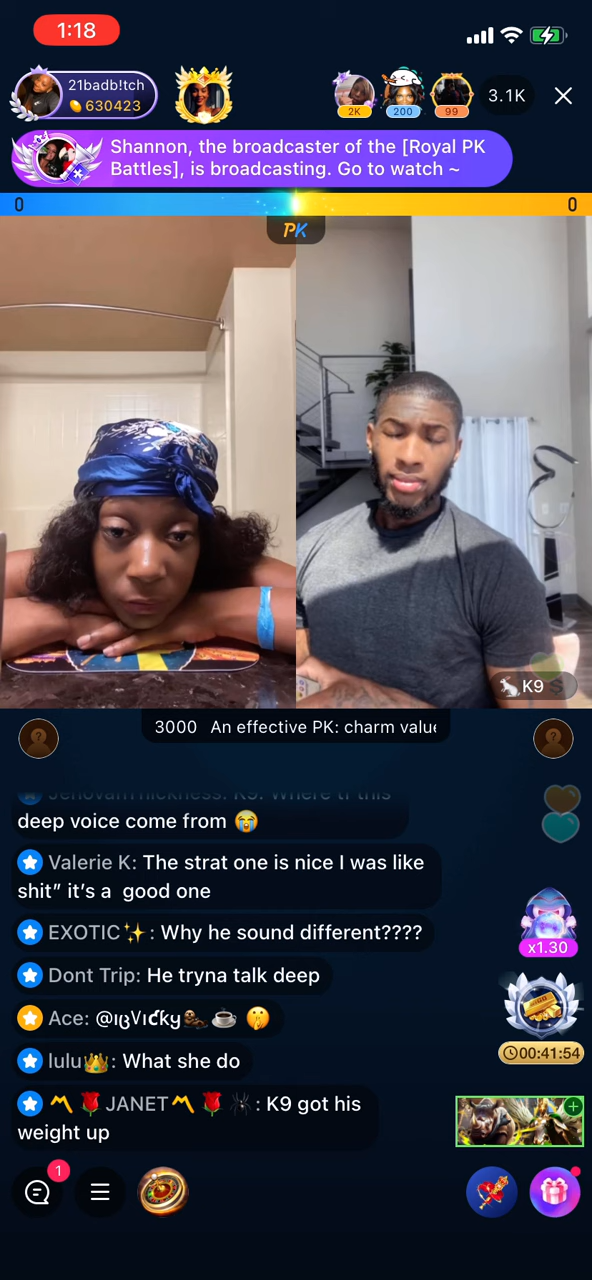 1:18
21badb!tch
630423
2K
200
99
3.1K
Shannon, the broadcaster of the [Royal PK
Battles], is broadcasting. Go to watch ~
0
0
PK
K9
3000 An effective PK: charm value
deep voice come from 😭
Valerie K: The strat one is nice I was like
shit” it’s a good one
EXOTIC✨: Why he sound different????
Dont Trip: He tryna talk deep
x1.30
Ace: @ıɮVıƈƙყ🦥☕🤫
00:41:54
lulu👑: What she do
〽️🌹JANET〽️🌹🕷️: K9 got his
weight up
1